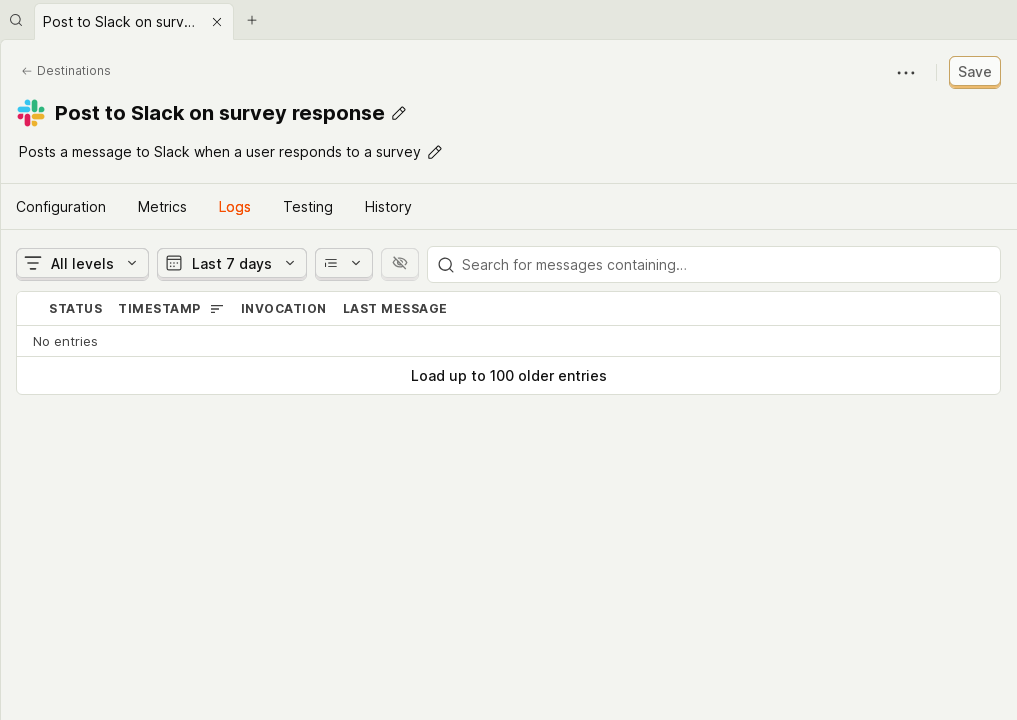 Post to Slack on surv...
Destinations
Save
Post to Slack on survey response
Posts a message to Slack when a user responds to a survey
Configuration Metrics Logs Testing History
All levels Last 7 days Search for messages containing...
STATUS TIMESTAMP INVOCATION LAST MESSAGE
No entries
Load up to 100 older entries